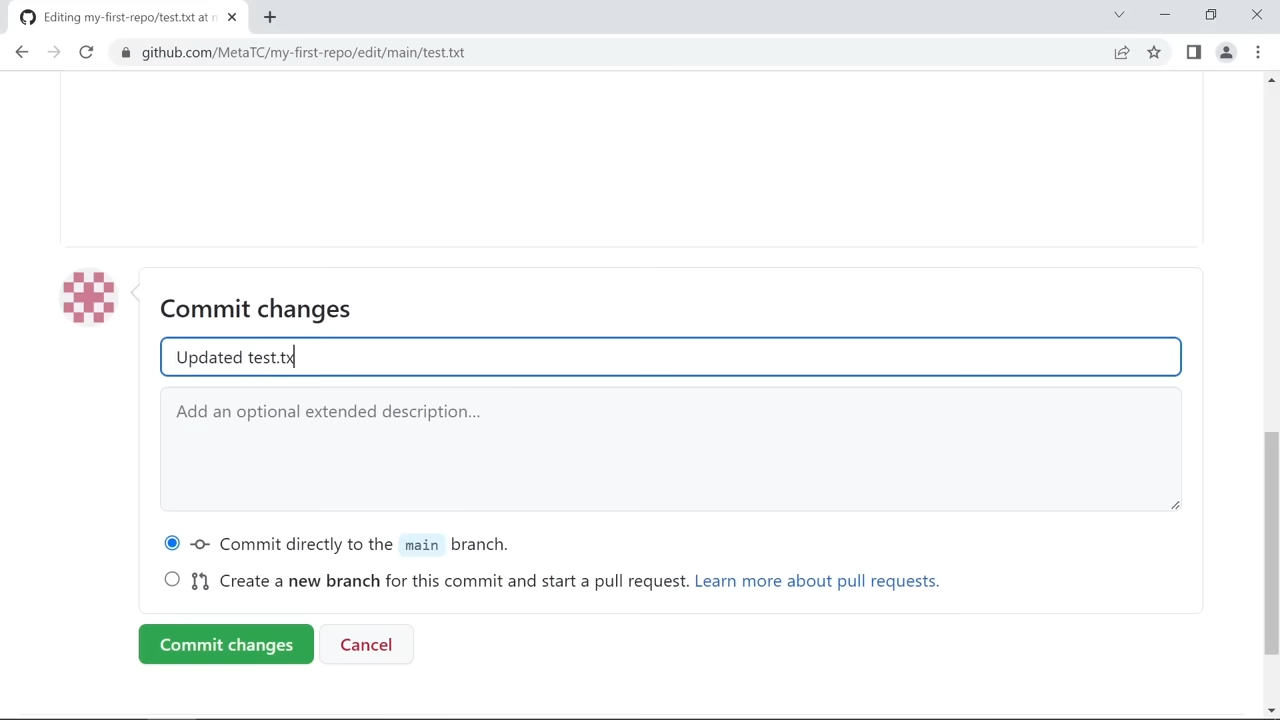 Editing my-first-repo/test.txt at m
github.com/MetaTC/my-first-repo/edit/main/test.txt
Commit changes
Updated test.tx
Add an optional extended description...
Commit directly to the main branch.
Create a new branch for this commit and start a pull request. Learn more about pull requests.
Commit changes Cancel